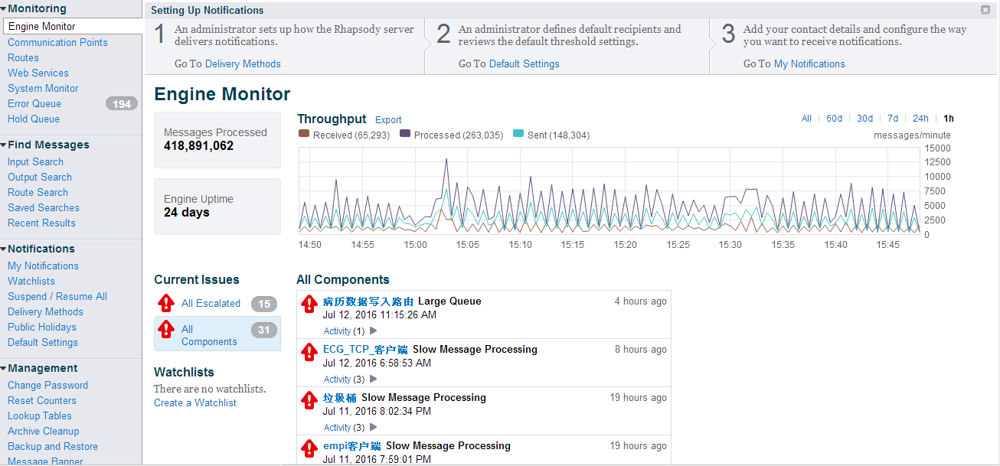 Monitoring
Engine Monitor
Communication Points
Routes
Web Services
System Monitor
Error Queue 194
Hold Queue
Find Messages
Input Search
Output Search
Route Search
Saved Searches
Recent Results
Notifications
My Notifications
Watchlists
Suspend / Resume All
Delivery Methods
Public Holidays
Default Settings
Management
Change Password
Reset Counters
Lookup Tables
Archive Cleanup
Backup and Restore
Message Banner
Setting Up Notifications
1 An administrator sets up how the Rhapsody server
delivers notifications.
Go To Delivery Methods
2 An administrator defines default recipients and
reviews the default threshold settings.
Go To Default Settings
3 Add your contact details and configure the way
you want to receive notifications.
Go To My Notifications
Engine Monitor
Messages Processed
418,891,062
Engine Uptime
24 days
Throughput Export
All 60d 30d 7d 24h 1h
Received (65,293) Processed (263,035) Sent (148,304)
messages/minute
15000
12500
10000
7500
5000
2500
0
14:50 14:55 15:00 15:05 15:10 15:15 15:20 15:25 15:30 15:35 15:40 15:45
Current Issues
All Escalated 15
All
Components 31
Watchlists
There are no watchlists.
Create a Watchlist
All Components
病历数据写入路由 Large Queue 4 hours ago
Jul 12, 2016 11:15:26 AM
Activity (1)
ECG_TCP_客户端 Slow Message Processing 8 hours ago
Jul 12, 2016 6:58:53 AM
Activity (3)
垃圾桶 Slow Message Processing 19 hours ago
Jul 11, 2016 8:02:34 PM
Activity (3)
empi客户端 Slow Message Processing 19 hours ago
Jul 11, 2016 7:59:01 PM